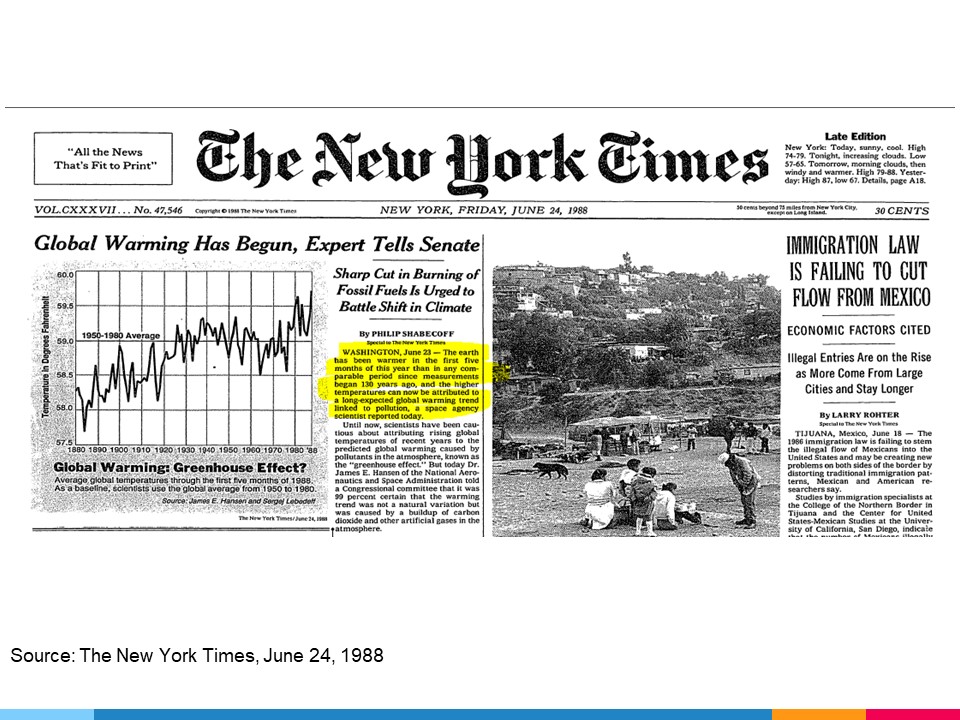 "All the News
That's Fit to Print"
The New York Times
Late Edition
New York: Today, sunny, cool. High
74-79. Tonight, increasing clouds. Low
57-65. Tomorrow, morning clouds, then
windy and warmer. High 79-88. Yester-
day: High 87, low 67. Details, page A18.
VOL.CXXXVII... No. 47,546
Copyright © 1988 The New York Times
NEW YORK, FRIDAY, JUNE 24, 1988
50 cents beyond 75 miles from New York City,
except on Long Island.
30 CENTS
Global Warming Has Begun, Expert Tells Senate
Temperature in Degrees Fahrenheit
60.0
59.5
59.0
58.5
58.0
57.5
1950-1980 Average
1880 1890 1900 1910 1920 1930 1940 1950 1960 1970 1980 '88
Global Warming: Greenhouse Effect?
Average global temperatures through the first five months of 1988.
As a baseline, scientists use the global average from 1950 to 1980.
Source: James E. Hansen and Sergej Lebedeff
The New York Times/June 24, 1988
Sharp Cut in Burning of
Fossil Fuels Is Urged to
Battle Shift in Climate
By PHILIP SHABECOFF
Special to The New York Times
WASHINGTON, June 23 — The earth
has been warmer in the first five
months of this year than in any com-
parable period since measurements
began 130 years ago, and the higher
temperatures can now be attributed to
a long-expected global warming trend
linked to pollution, a space agency
scientist reported today.
Until now, scientists have been cau-
tious about attributing rising global
temperatures of recent years to the
predicted global warming caused by
pollutants in the atmosphere, known as
the "greenhouse effect." But today Dr.
James E. Hansen of the National Aero-
nautics and Space Administration told
a Congressional committee that it was
99 percent certain that the warming
trend was not a natural variation but
was caused by a buildup of carbon
dioxide and other artificial gases in the
atmosphere.
IMMIGRATION LAW
IS FAILING TO CUT
FLOW FROM MEXICO
ECONOMIC FACTORS CITED
Illegal Entries Are on the Rise
as More Come From Large
Cities and Stay Longer
By LARRY ROHTER
Special to The New York Times
TIJUANA, Mexico, June 18 — The
1986 immigration law is failing to stem
the illegal flow of Mexicans into the
United States and may be creating new
problems on both sides of the border by
distorting traditional immigration pat-
terns, Mexican and American re-
searchers say.
Studies by immigration specialists at
the College of the Northern Border in
Tijuana and the Center for United
States-Mexican Studies at the Univer-
sity of California, San Diego, indicate
that the number of Mexicans illegally
Source: The New York Times, June 24, 1988